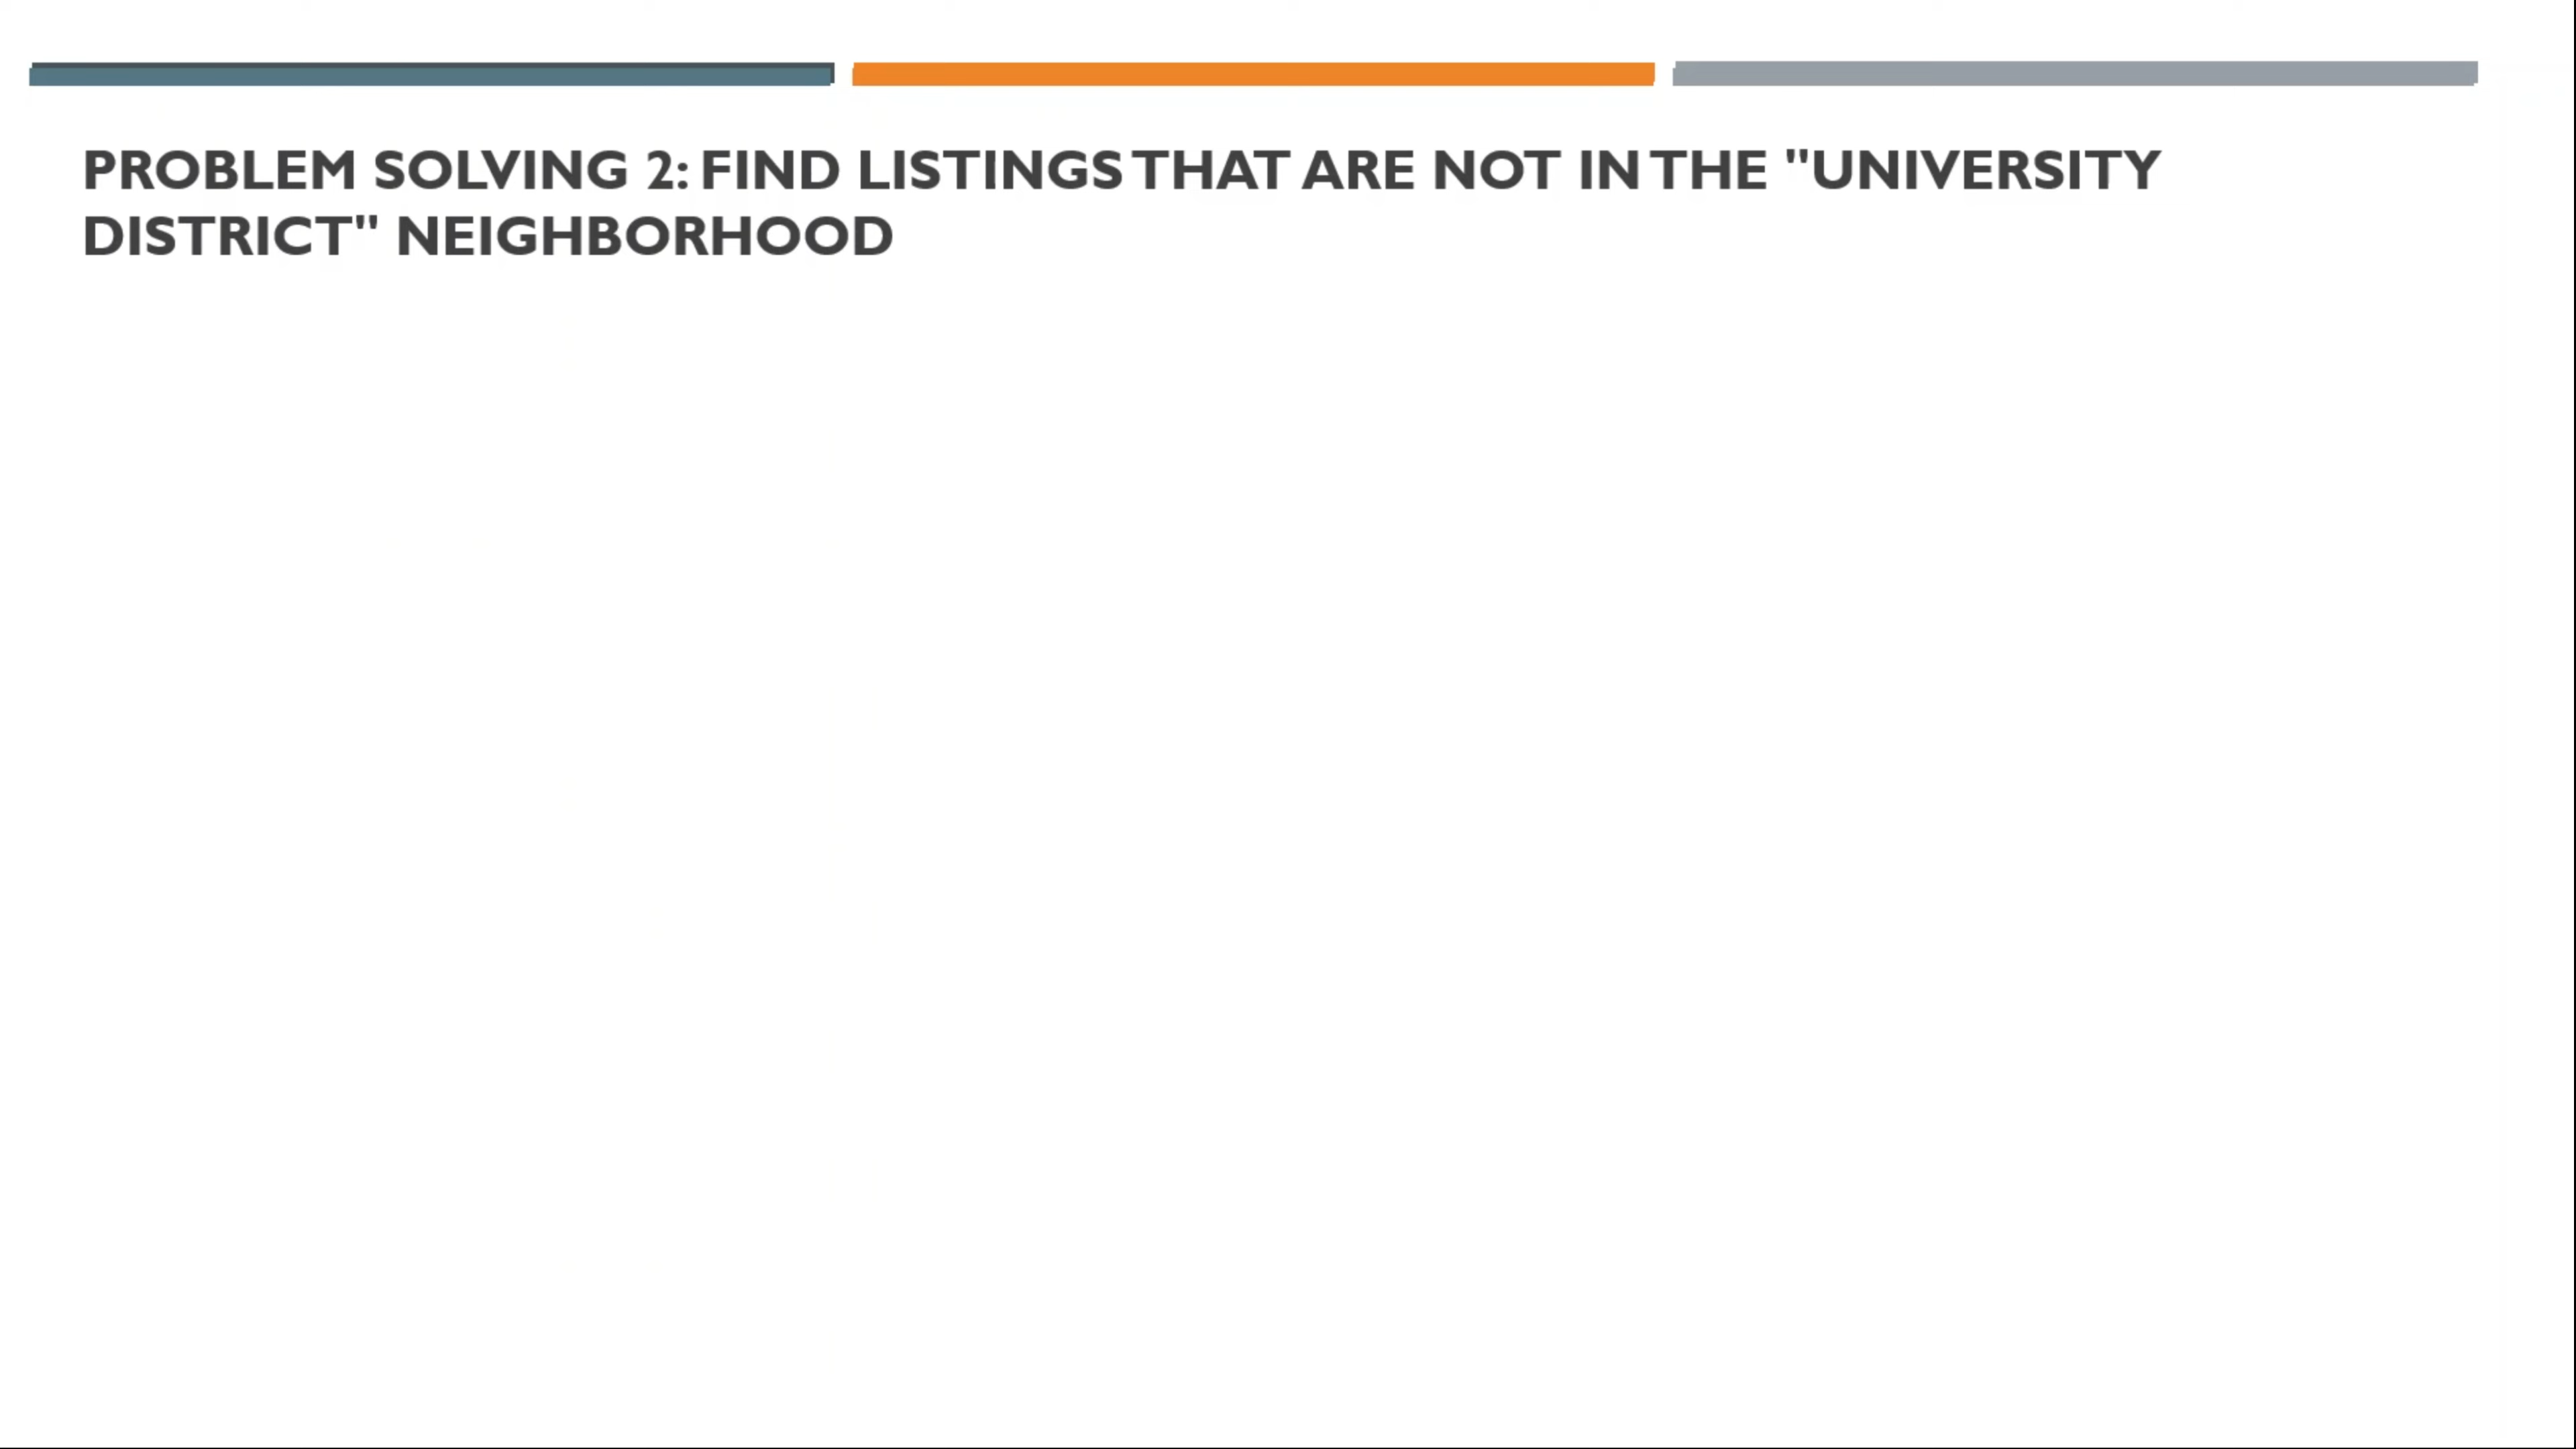 PROBLEM SOLVING 2: FIND LISTINGS THAT ARE NOT IN THE "UNIVERSITY
DISTRICT" NEIGHBORHOOD